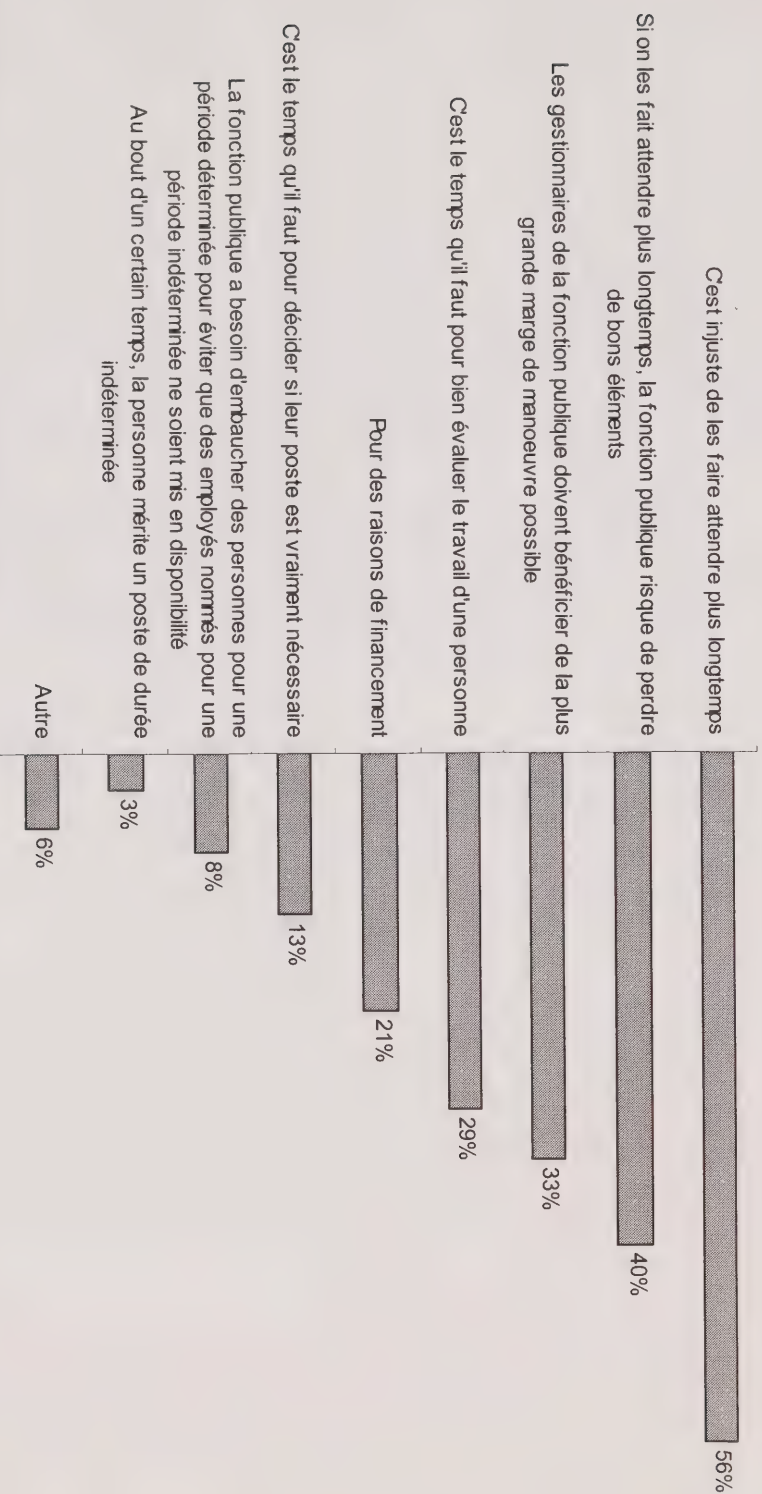 C'est injuste de les faire attendre plus longtemps
56%
Si on les fait attendre plus longtemps, la fonction publique risque de perdre
de bons éléments
40%
Les gestionnaires de la fonction publique doivent bénéficier de la plus
grande marge de manoeuvre possible
33%
C'est le temps qu'il faut pour bien évaluer le travail d'une personne
29%
Pour des raisons de financement
21%
C'est le temps qu'il faut pour décider si leur poste est vraiment nécessaire
13%
La fonction publique a besoin d'embaucher des personnes pour une
période déterminée pour éviter que des employés nommés pour une
période indéterminée ne soient mis en disponibilité
8%
Au bout d'un certain temps, la personne mérite un poste de durée
indéterminée
3%
Autre
6%